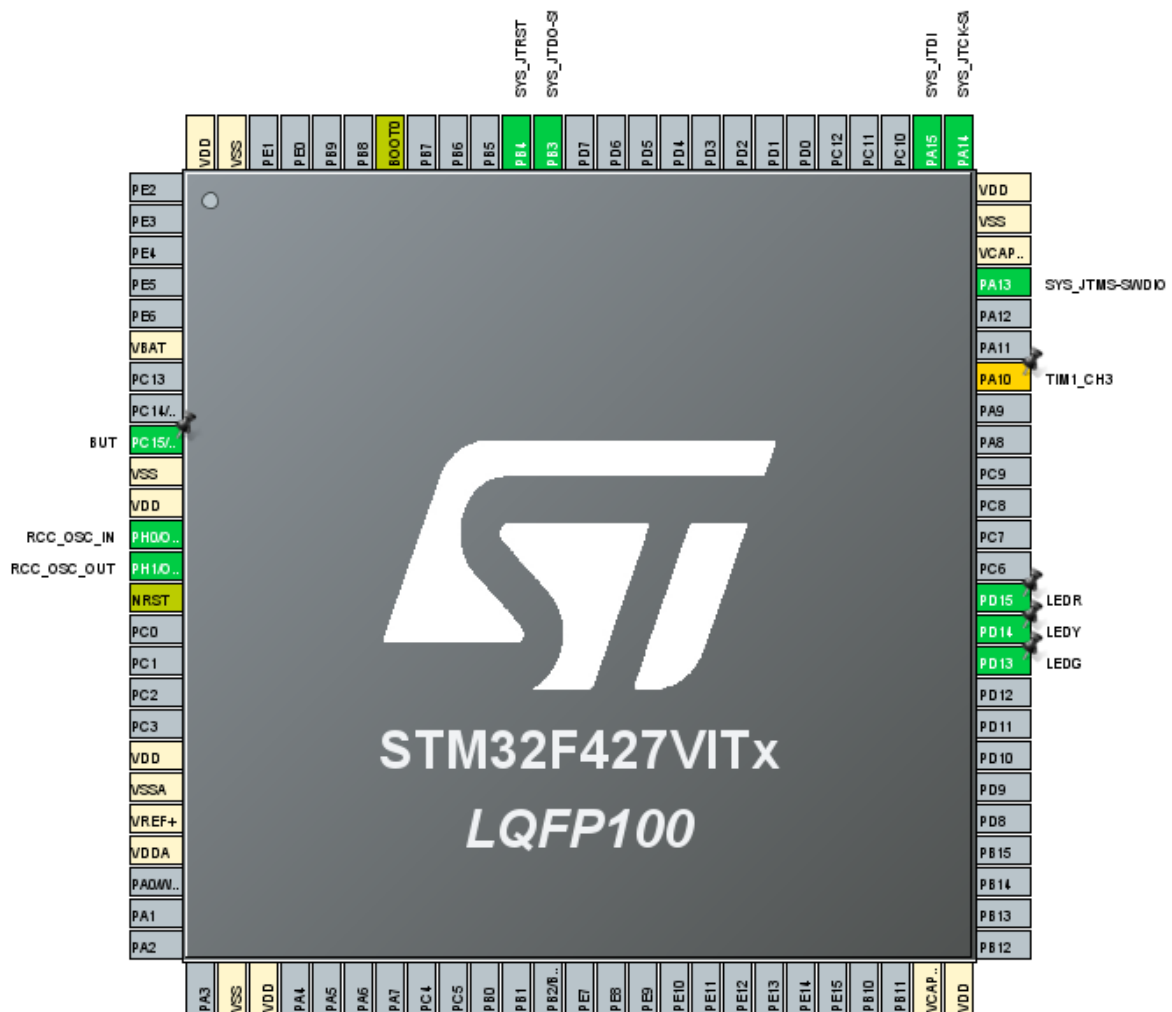 SYS_JTRST
SYS_JTDO-S
SYS_JTDI
SYS_JTCK-S
VDD
VSS
PE1
PE0
PB9
PB8
BOOT0
PB7
PB6
PB5
PB4
PB3
PD7
PD6
PD5
PD4
PD3
PD2
PD1
PD0
PC12
PC11
PC10
PA15
PA14
PE2
PE3
PE4
PE5
PE6
VBAT
PC13
PC14/..
BUT PC15/..
VSS
VDD
RCC_OSC_IN PH0/O..
RCC_OSC_OUT PH1/O..
NRST
PC0
PC1
PC2
PC3
VDD
VSSA
VREF+
VDDA
PA0/W..
PA1
PA2
ST
STM32F427VITx
LQFP100
VDD
VSS
VCAP..
PA13 SYS_JTMS-SWDIO
PA12
PA11
PA10 TIM1_CH3
PA9
PA8
PC9
PC8
PC7
PC6
PD15 LEDR
PD14 LEDY
PD13 LEDG
PD12
PD11
PD10
PD9
PD8
PB15
PB14
PB13
PB12
PA3
VSS
VDD
PA4
PA5
PA6
PA7
PC4
PC5
PB0
PB1
PB2/B..
PE7
PE8
PE9
PE10
PE11
PE12
PE13
PE14
PE15
PB10
PB11
VCAP..
VDD